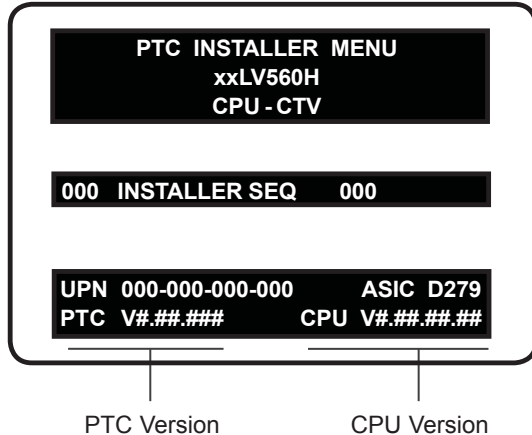 PTC INSTALLER MENU
xxLV560H
CPU - CTV
000 INSTALLER SEQ 000
UPN 000-000-000-000 ASIC D279
PTC V#.##.### CPU V#.##.##.##
PTC Version CPU Version